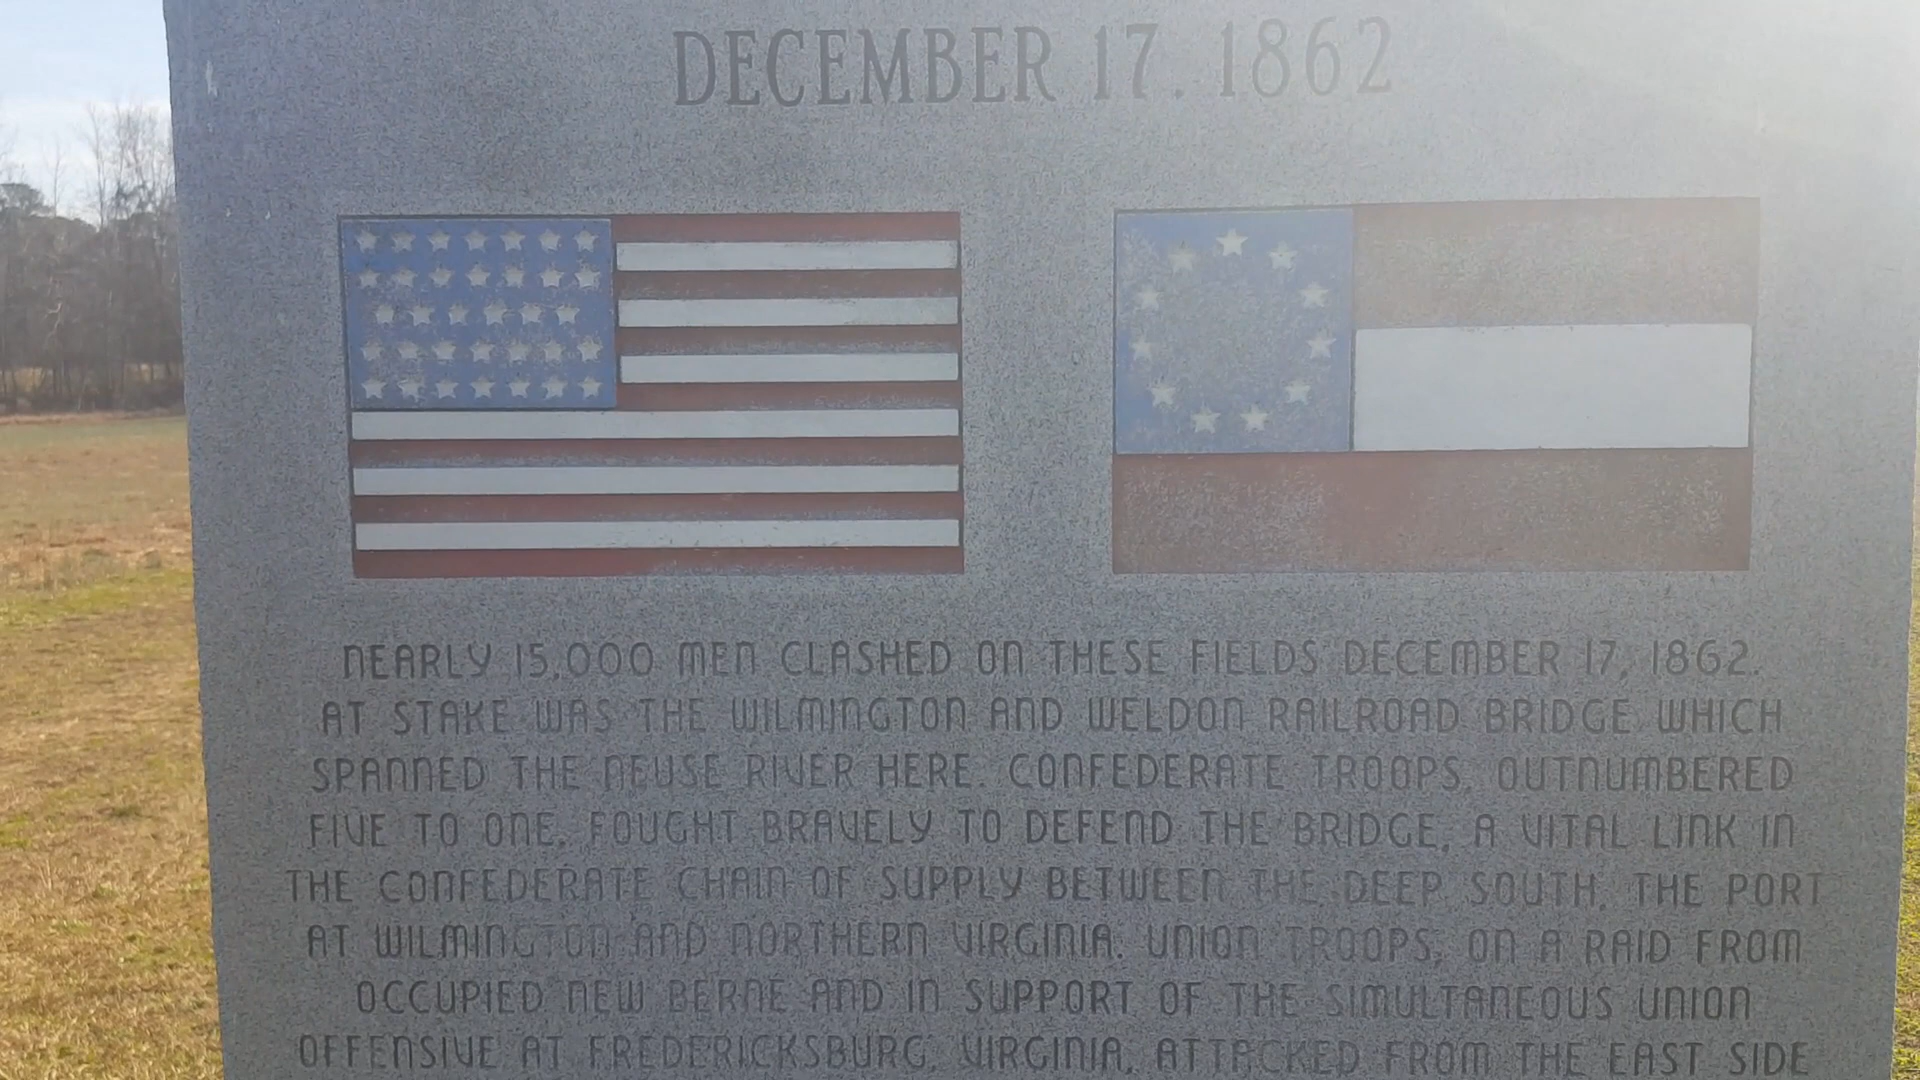 DECEMBER 17, 1862
NEARLY 15,000 MEN CLASHED ON THESE FIELDS DECEMBER 17, 1862.
AT STAKE WAS THE WILMINGTON AND WELDON RAILROAD BRIDGE WHICH
SPANNED THE NEUSE RIVER HERE. CONFEDERATE TROOPS, OUTNUMBERED
FIVE TO ONE, FOUGHT BRAVELY TO DEFEND THE BRIDGE, A VITAL LINK IN
THE CONFEDERATE CHAIN OF SUPPLY BETWEEN THE DEEP SOUTH, THE PORT
AT WILMINGTON AND NORTHERN VIRGINIA. UNION TROOPS, ON A RAID FROM
OCCUPIED NEW BERNE AND IN SUPPORT OF THE SIMULTANEOUS UNION
OFFENSIVE AT FREDERICKSBURG, VIRGINIA, ATTACKED FROM THE EAST SIDE